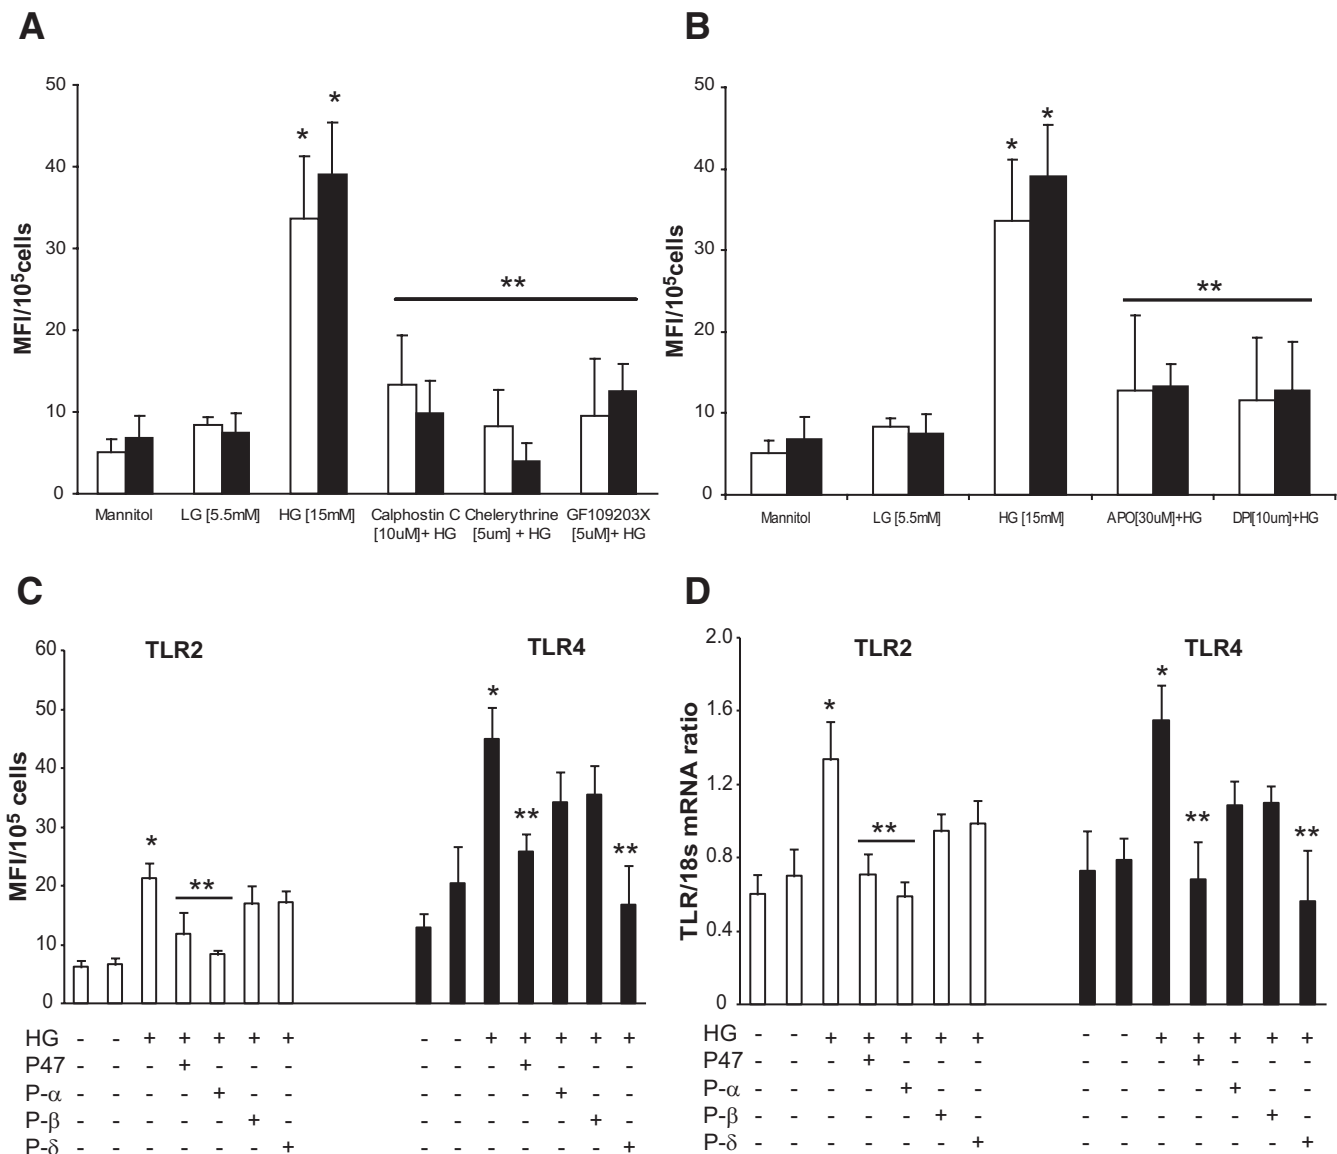 A
50
40
30
20
10
0
MFI/10⁵cells
* *
**
Mannitol LG [5.5mM] HG [15mM] Calphostin C Chelerythrine GF109203X
[10uM]+ HG [5um] + HG [5uM]+ HG
B
50
40
30
20
10
0
MFI/10⁵cells
* *
**
Mannitol LG [5.5mM] HG [15mM] APO[30uM]+HG DPI[10um]+HG
C
TLR2 TLR4
60
50
40
30
20
10
0
MFI/10⁵ cells
* ** * ** **
HG - - + + + + + - - + + + + +
P47 - - - + - - - - - - + - - -
P-α - - - - + - - - - - - + - -
P-β - - - - - + - - - - - - + -
P-δ - - - - - - + - - - - - - +
D
TLR2 TLR4
2.0
1.6
1.2
0.8
0.4
0
TLR/18s mRNA ratio
* ** * ** **
HG - - + + + + + - - + + + + +
P47 - - - + - - - - - - + - - -
P-α - - - - + - - - - - - + - -
P-β - - - - - + - - - - - - + -
P-δ - - - - - - + - - - - - - +